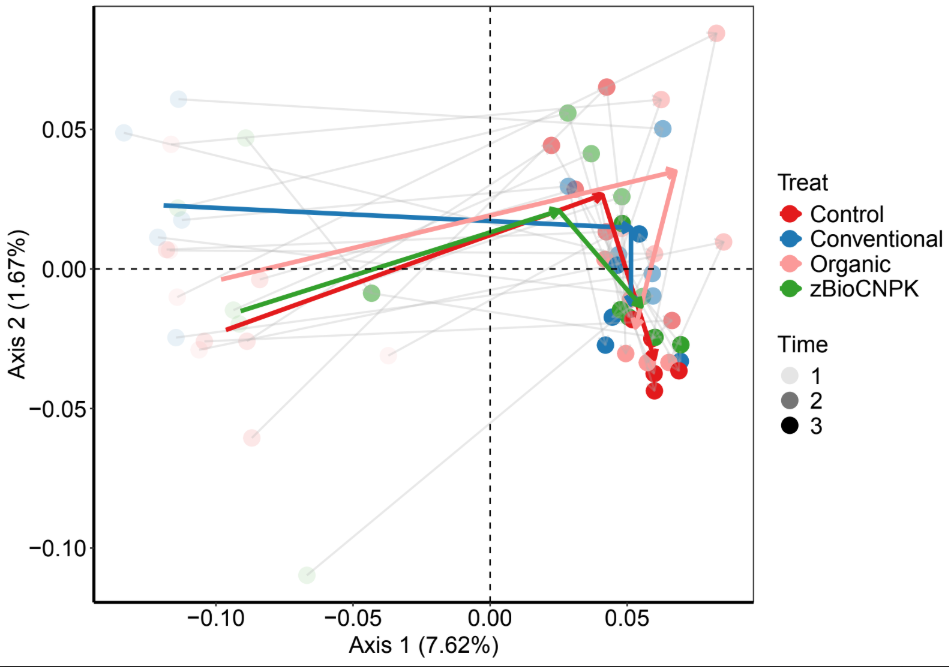 0.05
0.00
−0.05
−0.10
Axis 2 (1.67%)
−0.10
−0.05
0.00
0.05
Axis 1 (7.62%)
Treat
Control
Conventional
Organic
zBioCNPK
Time
1
2
3